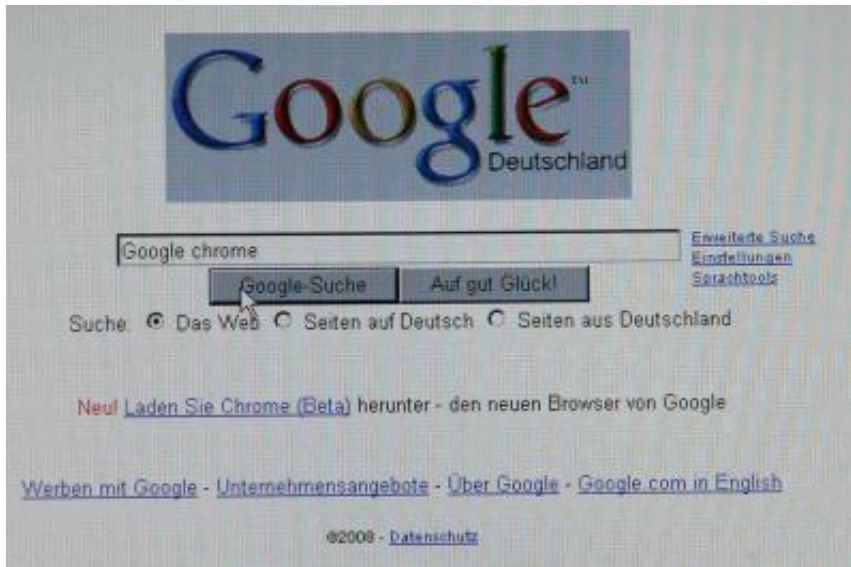 Google™
Deutschland
Google chrome
Erweiterte Suche
Einstellungen
Sprachtools
Google-Suche Auf gut Glück!
Suche: Das Web Seiten auf Deutsch Seiten aus Deutschland
Neu! Laden Sie Chrome (Beta) herunter - den neuen Browser von Google
Werben mit Google - Unternehmensangebote - Über Google - Google.com in English
©2008 - Datenschutz